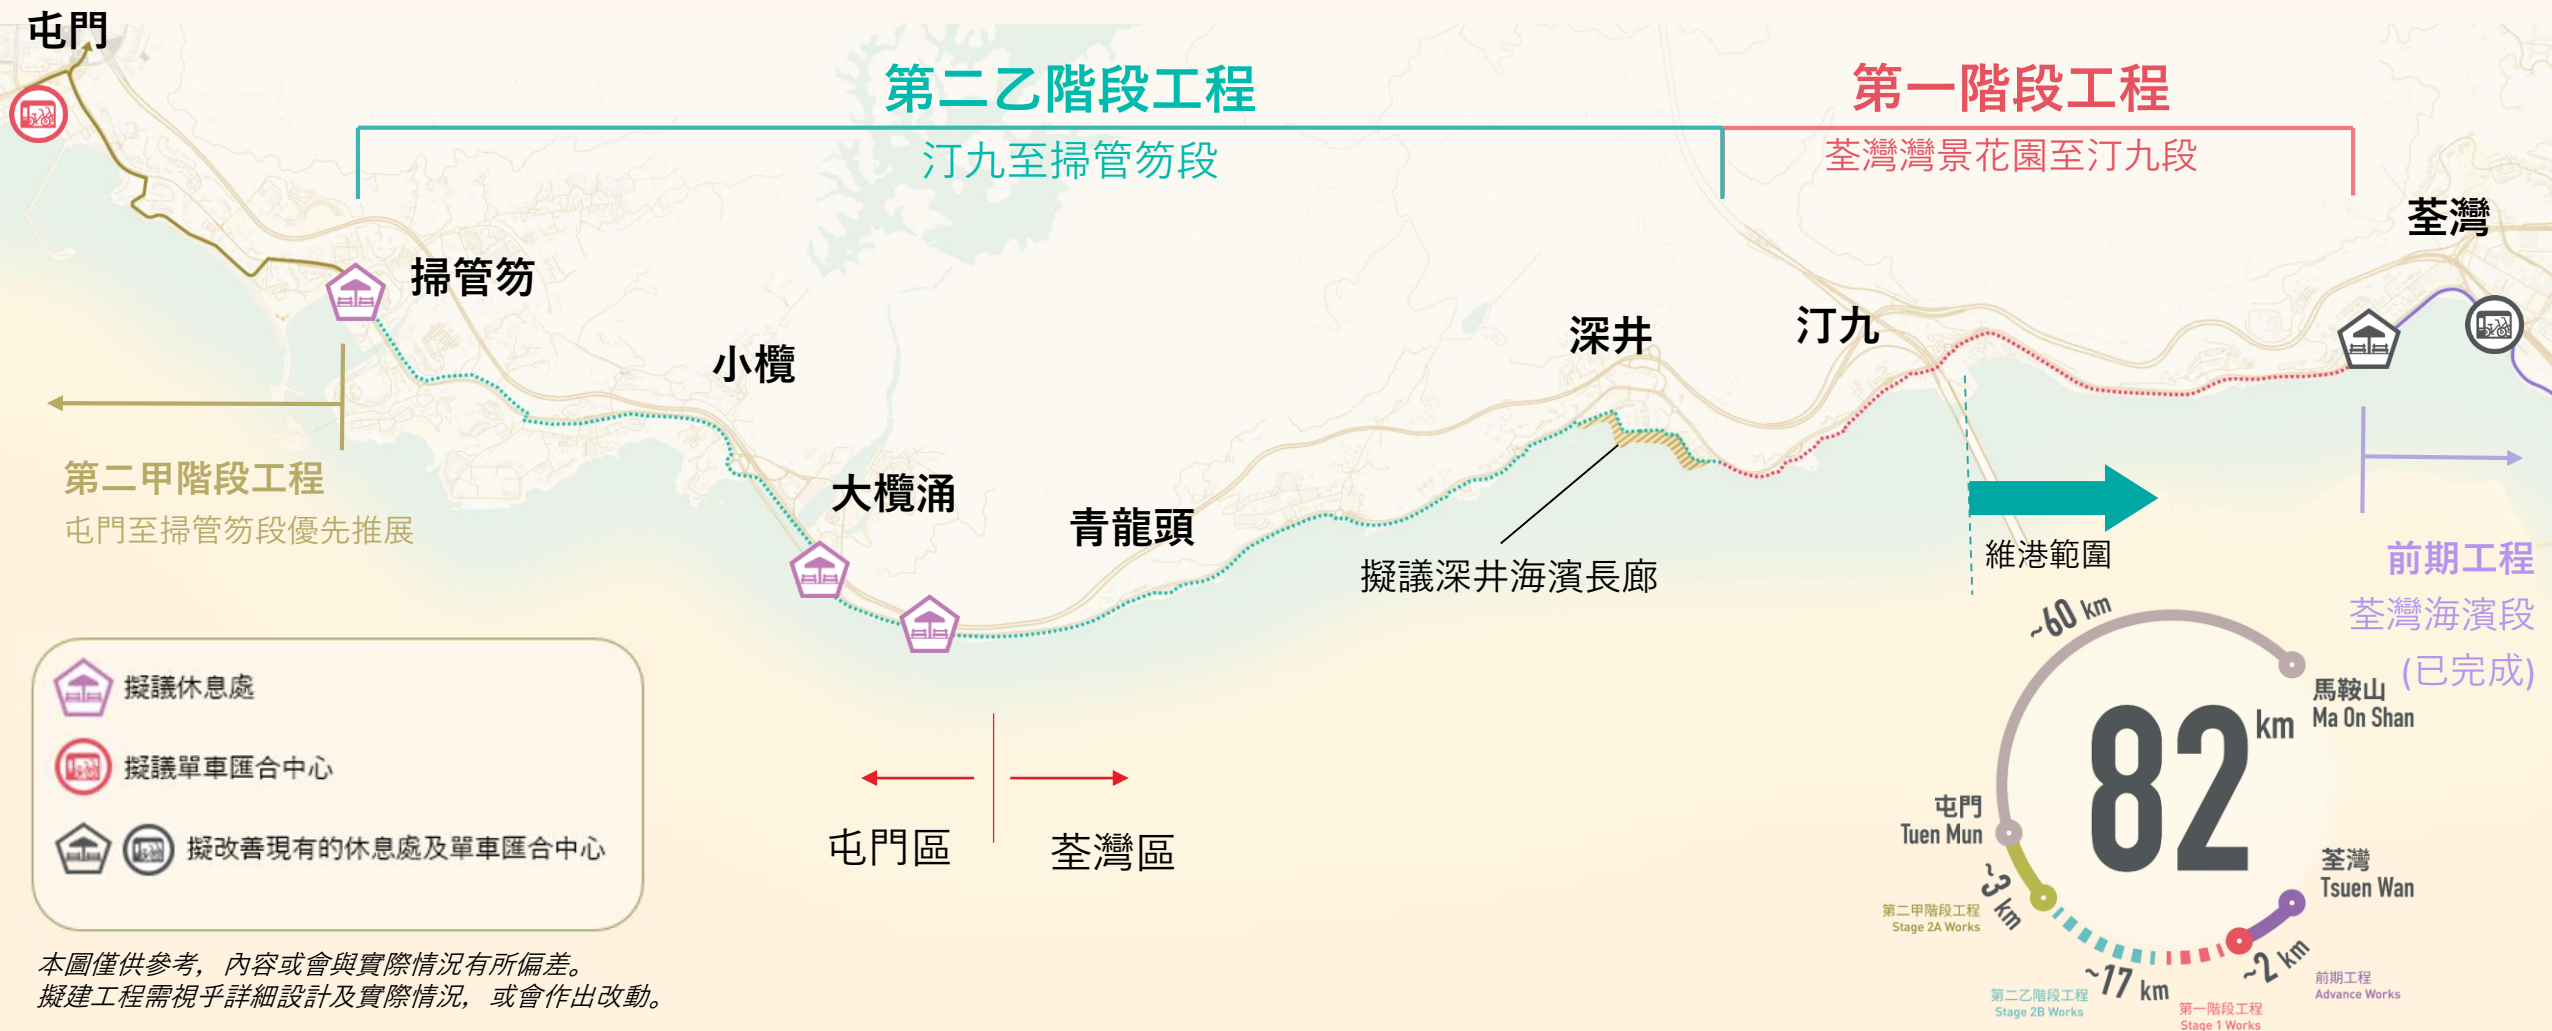 屯門
第二乙階段工程
汀九至掃管笏段
第一階段工程
荃灣灣景花園至汀九段
荃灣
掃管笏
小欖
大欖涌
青龍頭
深井
汀九
第二甲階段工程
屯門至掃管笏段優先推展
擬議深井海濱長廊
維港範圍
前期工程
荃灣海濱段
(已完成)
屯門區
荃灣區
擬議休息處
擬議單車匯合中心
擬改善現有的休息處及單車匯合中心
本圖僅供參考，內容或會與實際情況有所偏差。
擬建工程需視乎詳細設計及實際情況，或會作出改動。
~60 km
馬鞍山
Ma On Shan
82 km
屯門
Tuen Mun
~3 km
第二甲階段工程
Stage 2A Works
荃灣
Tsuen Wan
~17 km
第二乙階段工程
Stage 2B Works
~2 km
第一階段工程
Stage 1 Works
前期工程
Advance Works